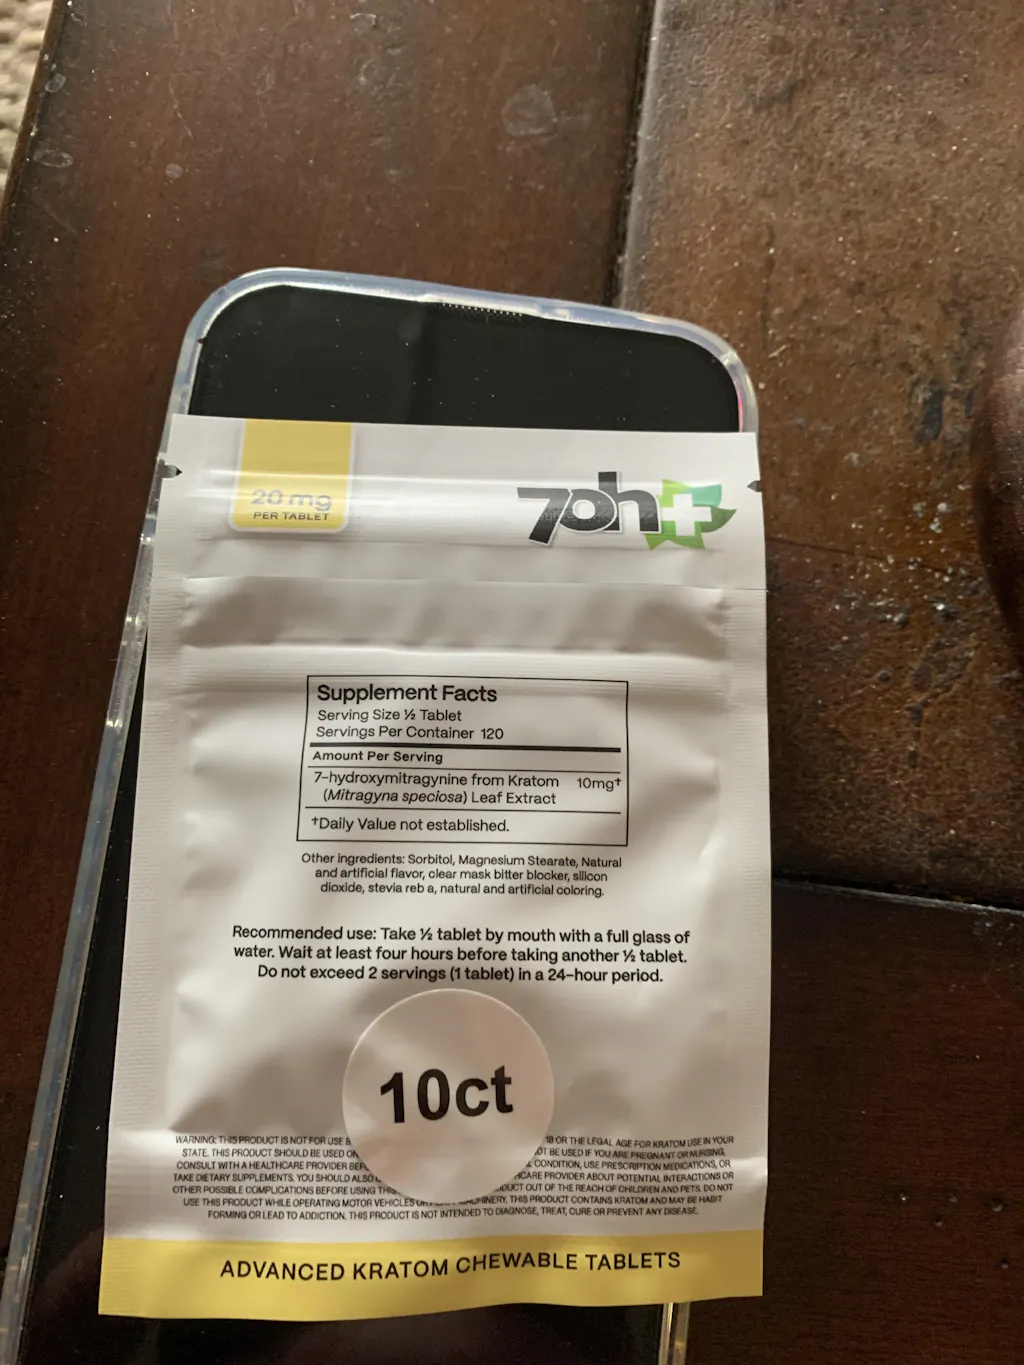 20 mg
PER TABLET
7oh+
Supplement Facts
Serving Size ½ Tablet
Servings Per Container 120
Amount Per Serving
7-hydroxymitragynine from Kratom 10mg†
(Mitragyna speciosa) Leaf Extract
†Daily Value not established.
Other ingredients: Sorbitol, Magnesium Stearate, Natural
and artificial flavor, clear mask bitter blocker, silicon
dioxide, stevia reb a, natural and artificial coloring.
Recommended use: Take ½ tablet by mouth with a full glass of
water. Wait at least four hours before taking another ½ tablet.
Do not exceed 2 servings (1 tablet) in a 24-hour period.
10ct
WARNING: THIS PRODUCT IS NOT FOR USE 18 OR THE LEGAL AGE FOR KRATOM USE IN YOUR
STATE. THIS PRODUCT SHOULD BE USED BE USED IF YOU ARE PREGNANT OR NURSING.
CONSULT WITH A HEALTHCARE PROVIDER CONDITION, USE PRESCRIPTION MEDICATIONS, OR
TAKE DIETARY SUPPLEMENTS. YOU SHOULD ALSO PROVIDER ABOUT POTENTIAL INTERACTIONS OR
OTHER POSSIBLE COMPLICATIONS BEFORE USING OUT OF THE REACH OF CHILDREN AND PETS. DO NOT
USE THIS PRODUCT WHILE OPERATING MOTOR VEHICLES THIS PRODUCT CONTAINS KRATOM AND MAY BE HABIT
FORMING OR LEAD TO ADDICTION. THIS PRODUCT IS NOT INTENDED TO DIAGNOSE, TREAT, CURE OR PREVENT ANY DISEASE.
ADVANCED KRATOM CHEWABLE TABLETS